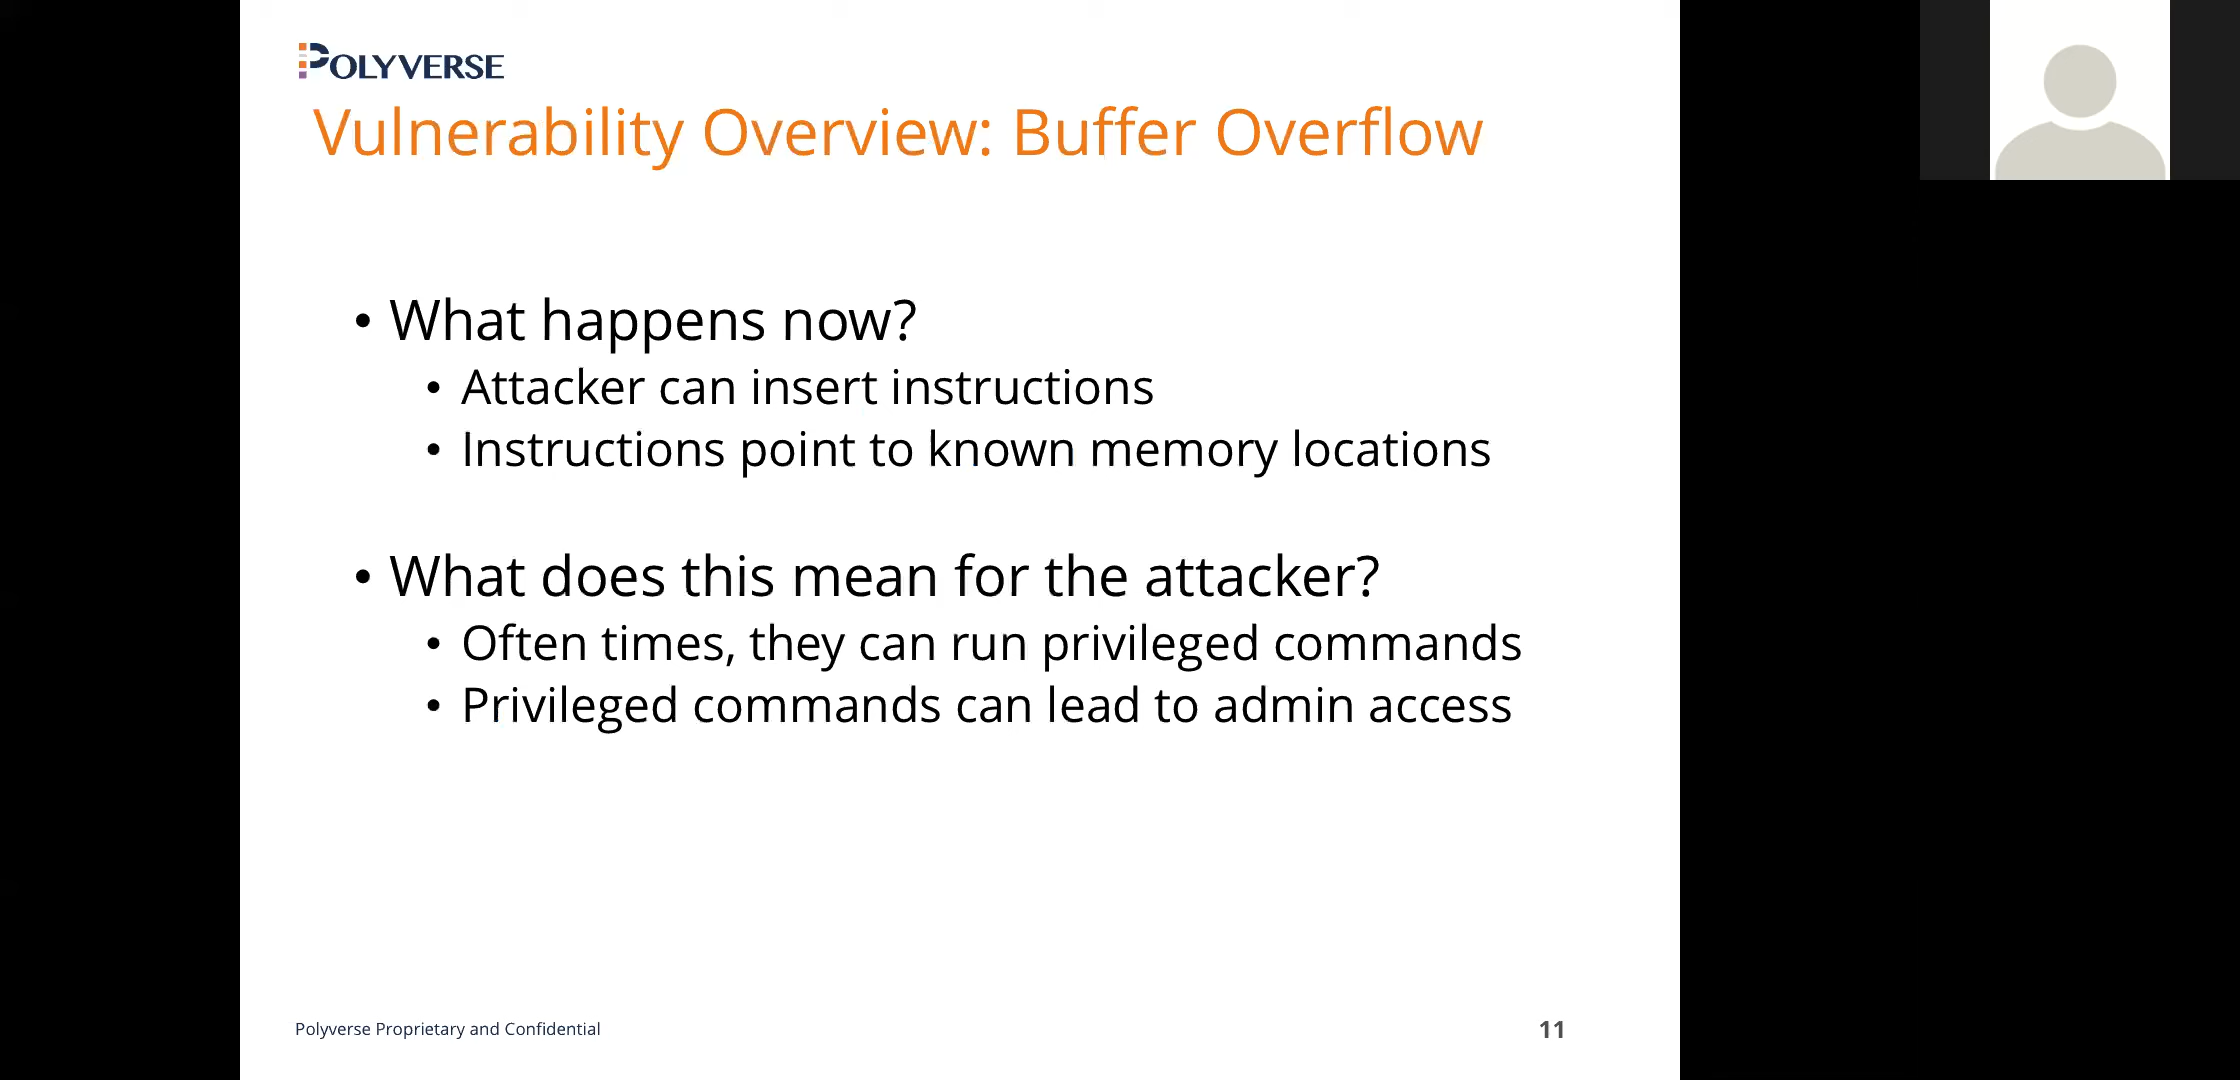 POLYVERSE
Vulnerability Overview: Buffer Overflow
• What happens now?
• Attacker can insert instructions
• Instructions point to known memory locations
• What does this mean for the attacker?
• Often times, they can run privileged commands
• Privileged commands can lead to admin access
Polyverse Proprietary and Confidential
11